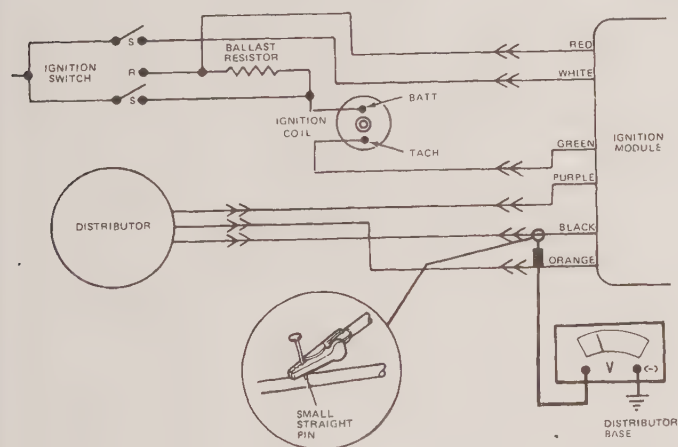 RED
S
BALLAST
RESISTOR
IGNITION
SWITCH
R
WHITE
S
BATT
IGNITION
COIL
IGNITION
MODULE
GREEN
TACH
PURPLE
DISTRIBUTOR
BLACK
ORANGE
V
(-)
SMALL
STRAIGHT
PIN
DISTRIBUTOR
BASE